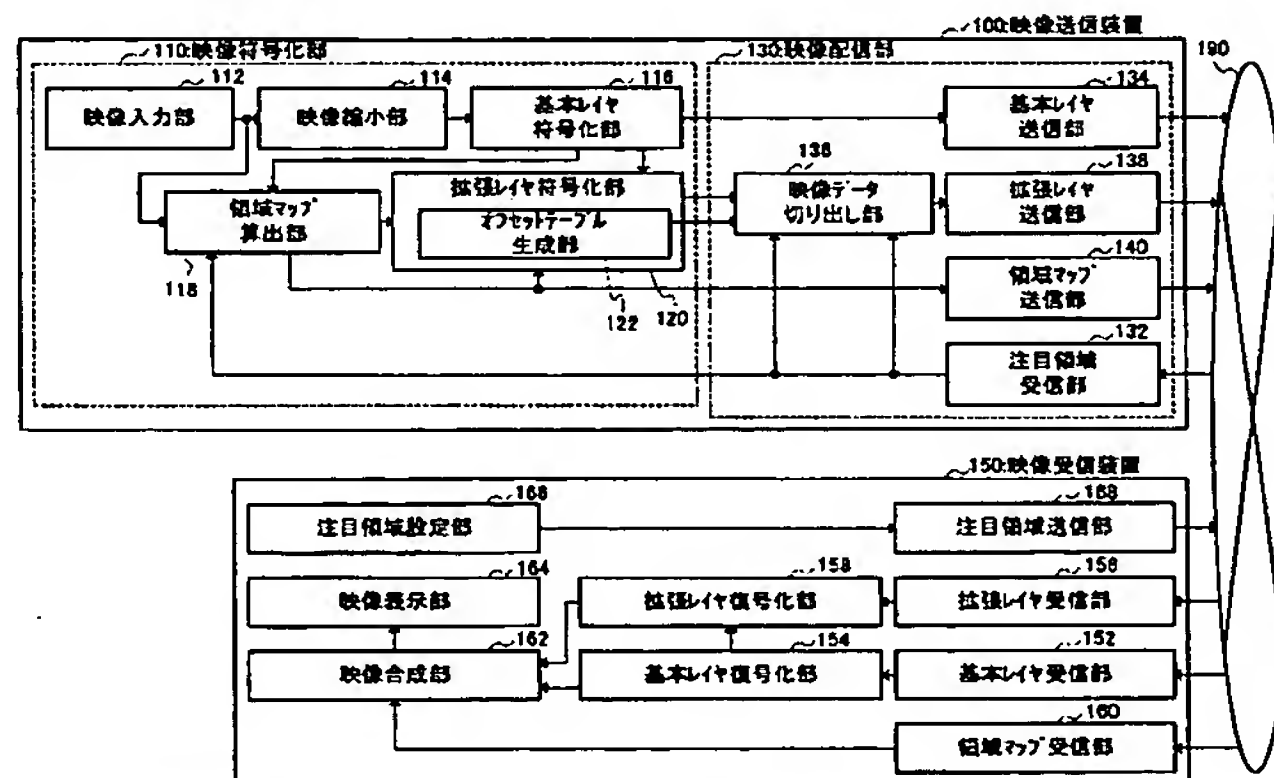 100:映像送信装置
110:映像符号化部
130:映像配信部
190
112
映像入力部
114
映像縮小部
116
基本レイヤ
符号化部
134
基本レイヤ
送信部
領域マップ
算出部
118
拡張レイヤ符号化部
オフセットテーブル
生成部
122
120
136
映像データ
切り出し部
138
拡張レイヤ
送信部
140
領域マップ
送信部
132
注目領域
受信部
150:映像受信装置
166
注目領域設定部
168
注目領域送信部
164
映像表示部
158
拡張レイヤ復号化部
156
拡張レイヤ受信部
162
映像合成部
154
基本レイヤ復号化部
152
基本レイヤ受信部
160
領域マップ受信部